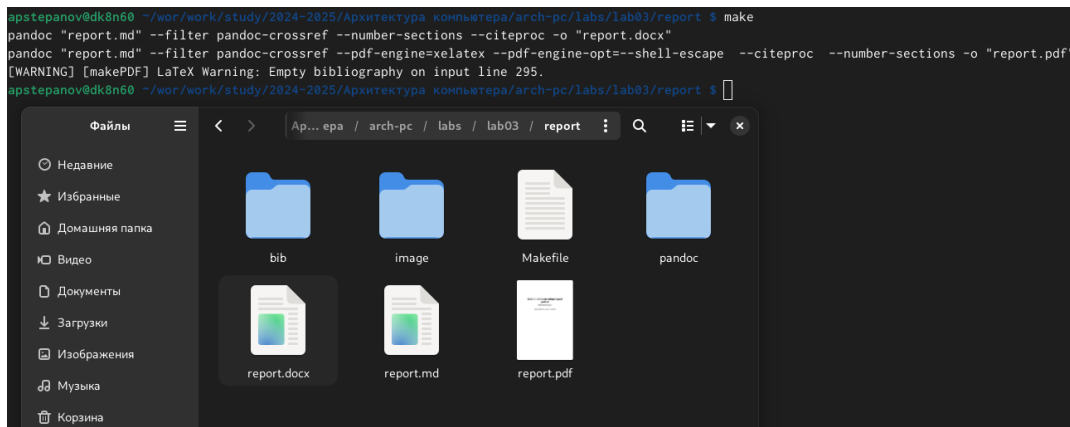 apstepanov@dk8n60 ~/wor/work/study/2024-2025/Архитектура компьютера/arch-pc/labs/lab03/report $ make
pandoc "report.md" --filter pandoc-crossref --number-sections --citeproc -o "report.docx"
pandoc "report.md" --filter pandoc-crossref --pdf-engine=xelatex --pdf-engine-opt=--shell-escape  --citeproc  --number-sections -o "report.pdf"
[WARNING] [makePDF] LaTeX Warning: Empty bibliography on input line 295.
apstepanov@dk8n60 ~/wor/work/study/2024-2025/Архитектура компьютера/arch-pc/labs/lab03/report $
Файлы
Ар… ера / arch-pc / labs / lab03 / report
Недавние
Избранные
Домашняя папка
Видео
Документы
Загрузки
Изображения
Музыка
Корзина
bib
image
Makefile
pandoc
report.docx
report.md
report.pdf